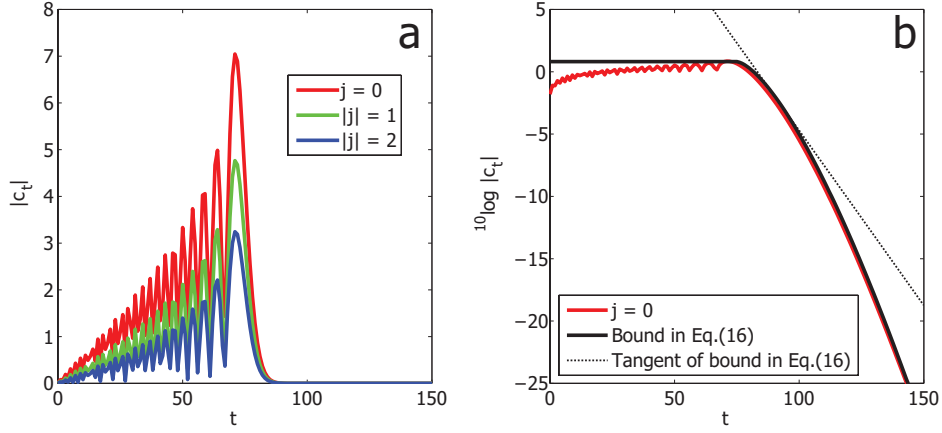 a
8
7
6
5
4
3
2
1
0
|c_t|
j = 0
|j| = 1
|j| = 2
0
50
100
150
t
b
5
0
−5
−10
−15
−20
−25
¹⁰log |c_t|
j = 0
Bound in Eq.(16)
Tangent of bound in Eq.(16)
0
50
100
150
t